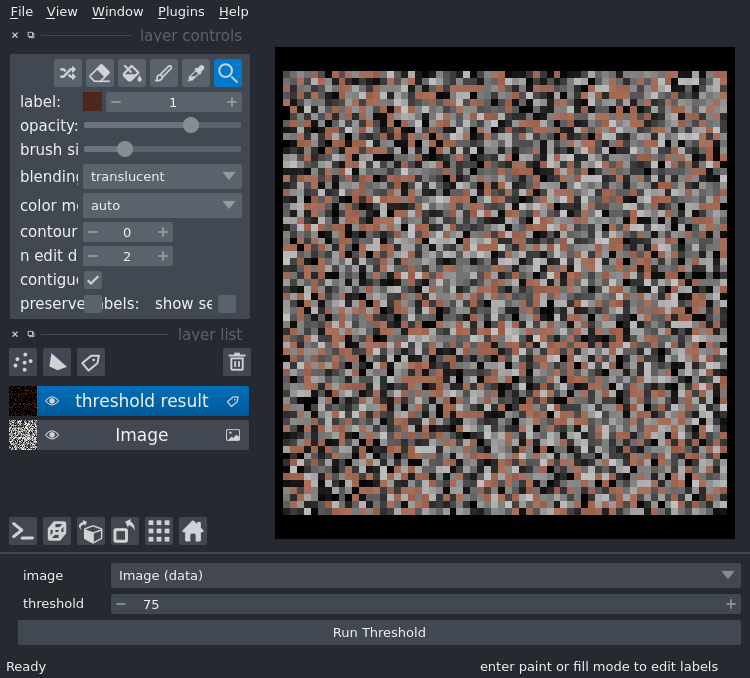 File View Window Plugins Help
layer controls
label: 1
opacity:
brush si
blending translucent
color m auto
contour 0
n edit d 2
contigu
preserve abels: show se
layer list
threshold result
Image
image Image (data)
threshold 75
Run Threshold
Ready enter paint or fill mode to edit labels